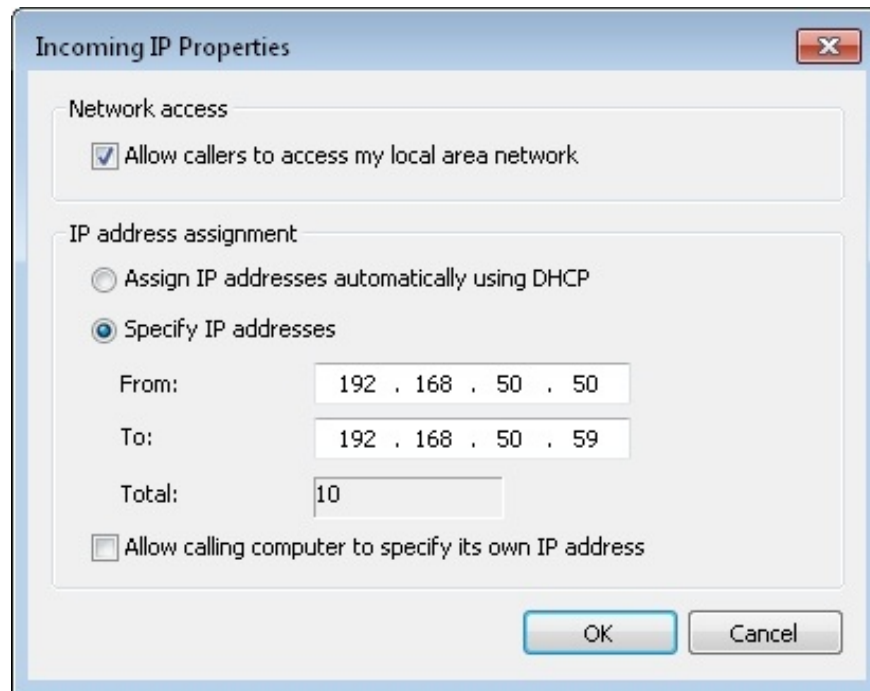 Incoming IP Properties
Network access
Allow callers to access my local area network
IP address assignment
Assign IP addresses automatically using DHCP
Specify IP addresses
From: 192 . 168 . 50 . 50
To: 192 . 168 . 50 . 59
Total: 10
Allow calling computer to specify its own IP address
OK Cancel